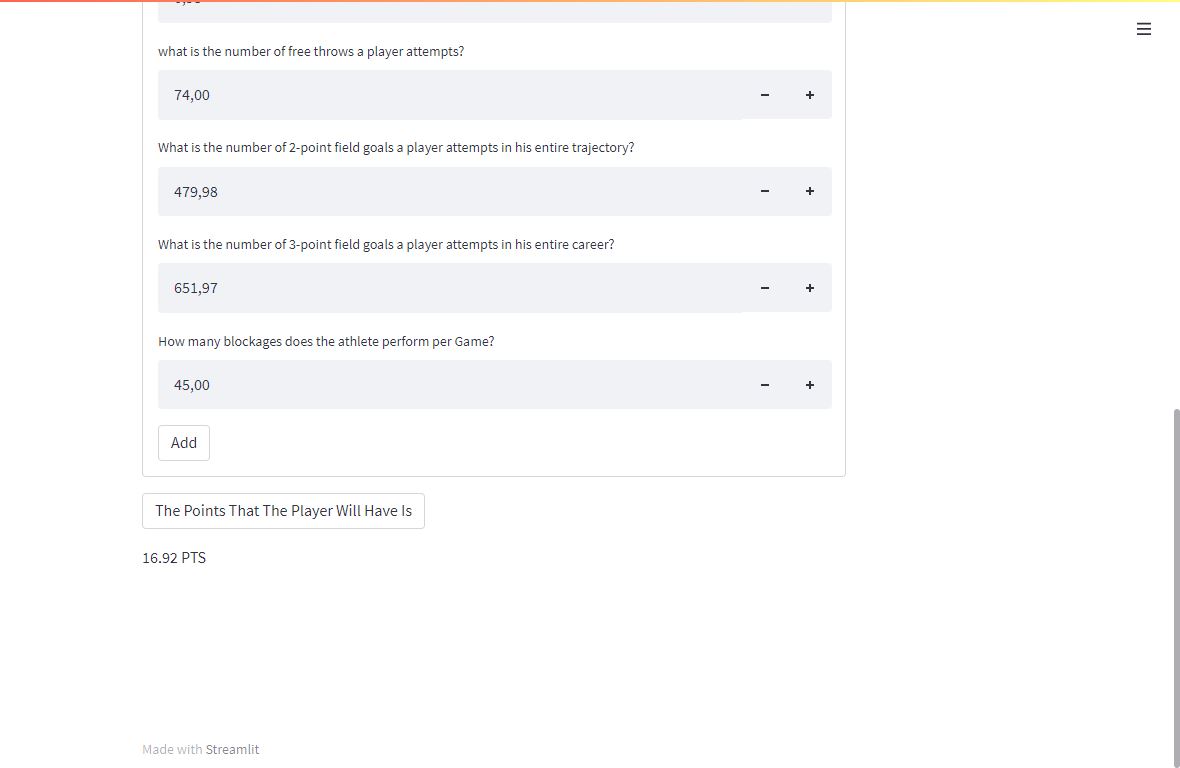 what is the number of free throws a player attempts?
74,00
What is the number of 2-point field goals a player attempts in his entire trajectory?
479,98
What is the number of 3-point field goals a player attempts in his entire career?
651,97
How many blockages does the athlete perform per Game?
45,00
Add
The Points That The Player Will Have Is
16.92 PTS
Made with Streamlit